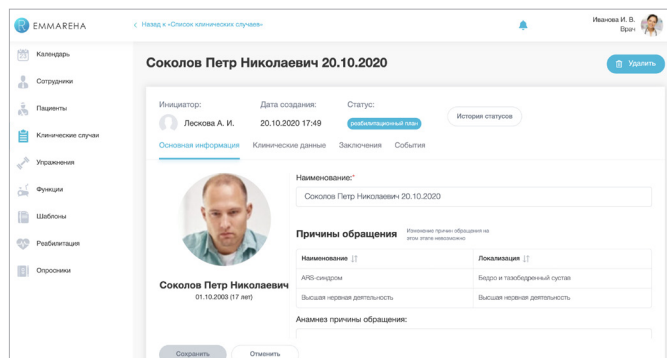 EMMAREHA
Назад к «Список клинических случаев»
Иванова И. В.
Врач
Календарь
Сотрудники
Пациенты
Клинические случаи
Упражнения
Функции
Шаблоны
Реабилитация
Опросники
Соколов Петр Николаевич 20.10.2020
Удалить
Инициатор:
Дата создания:
Статус:
Лескова А. И.
20.10.2020 17:49
реабилитационный план
История статусов
Основная информация
Клинические данные
Заключения
События
Соколов Петр Николаевич
01.10.2003 (17 лет)
Наименование:*
Соколов Петр Николаевич 20.10.2020
Причины обращения
Изменение причин обращения на
этом этапе невозможно
Наименование
Локализация
ARS-синдром
Бедро и тазобедренный сустав
Высшая нервная деятельность
Высшая нервная деятельность
Анамнез причины обращения:
Сохранить
Отменить